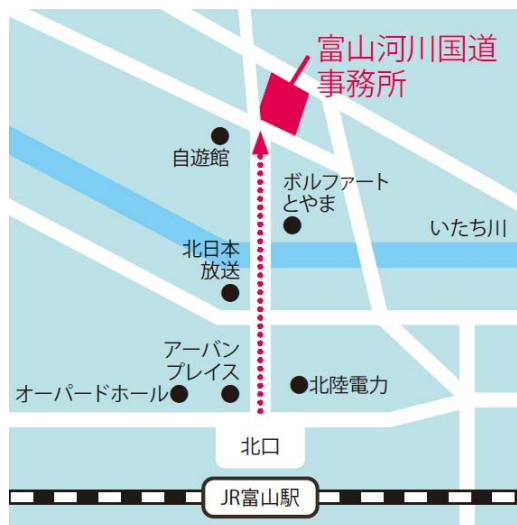 富山河川国道
事務所
自遊館
ボルファート
とやま
いたち川
北日本
放送
アーバン
プレイス
オーパードホール
北陸電力
北口
JR富山駅